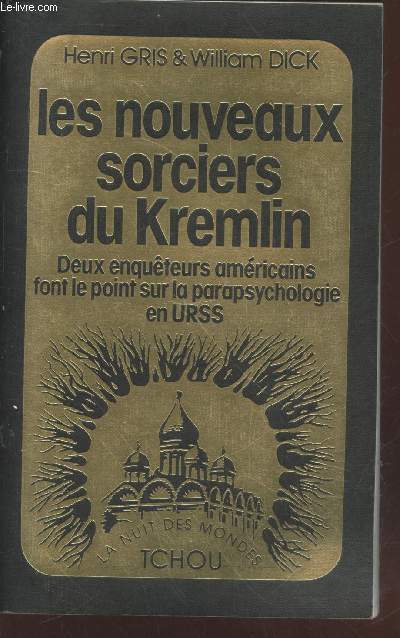 Le-livre.com
Henri GRIS & William DICK
les nouveaux
sorciers
du Kremlin
Deux enquêteurs américains
font le point sur la parapsychologie
en URSS
LA NUIT DES MONDES
TCHOU